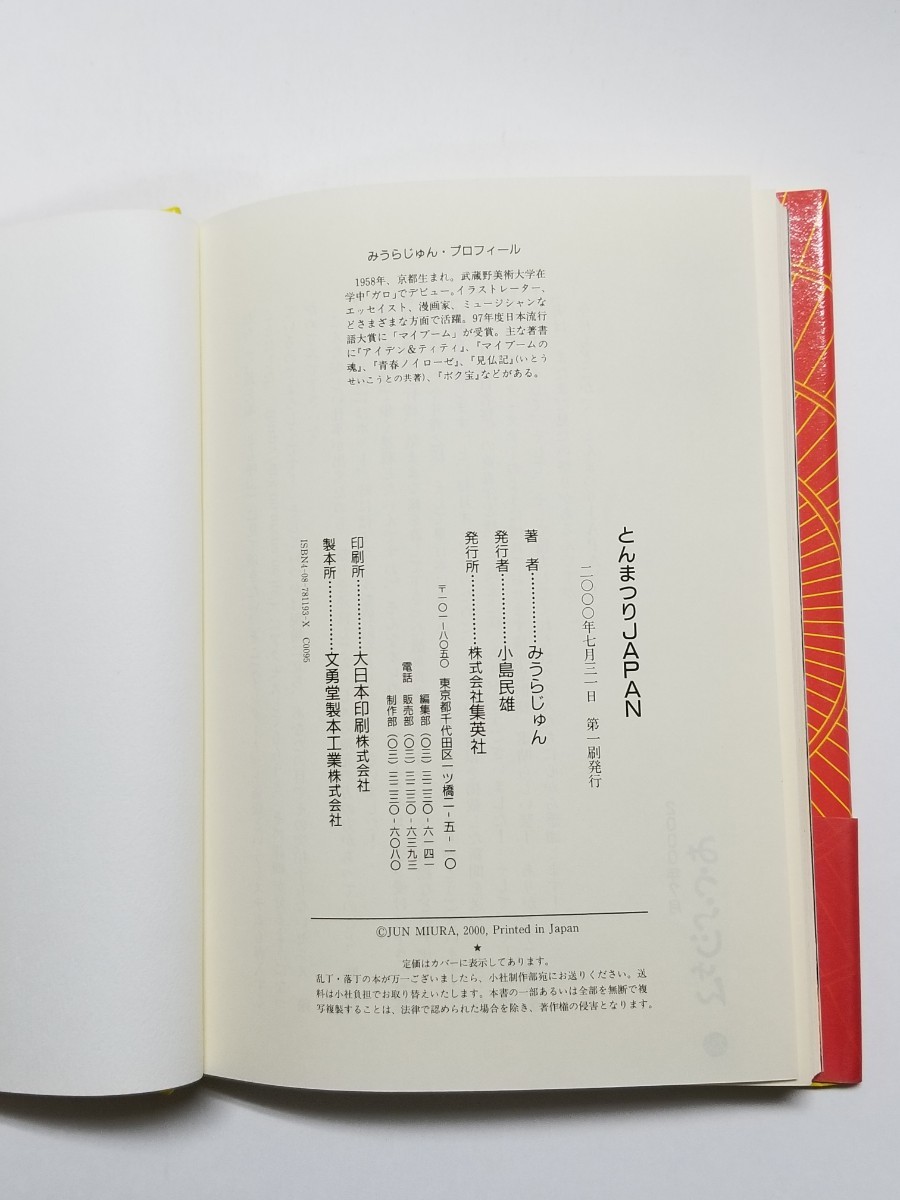 みうらじゅん・プロフィール
1958年、京都生まれ。武蔵野美術大学在
学中「ガロ」でデビュー。イラストレーター、
エッセイスト、漫画家、ミュージシャンな
どさまざまな方面で活躍。97年度日本流行
語大賞に「マイブーム」が受賞。主な著書
に『アイデン&ティティ』、『マイブームの
魂』、『青春ノイローゼ』、『見仏記』(いとう
せいこうとの共著)、『ボク宝』などがある。
とんまつりJAPAN
二〇〇〇年七月三一日 第一刷発行
著 者…………みうらじゅん
発行者…………小島民雄
発行所…………株式会社集英社
〒一〇一-八〇五〇 東京都千代田区一ツ橋二-五-一〇
編集部(〇三)三二三〇-六一四一
電話 販売部(〇三)三二三〇-六三九三
制作部(〇三)三二三〇-六〇八〇
印刷所…………大日本印刷株式会社
製本所…………文勇堂製本工業株式会社
ISBN4-08-781193-X C0095
©JUN MIURA, 2000, Printed in Japan
★
定価はカバーに表示してあります。
乱丁・落丁の本が万一ございましたら、小社制作部宛にお送りください。送
料は小社負担でお取り替えいたします。本書の一部あるいは全部を無断で複
写複製することは、法律で認められた場合を除き、著作権の侵害となります。